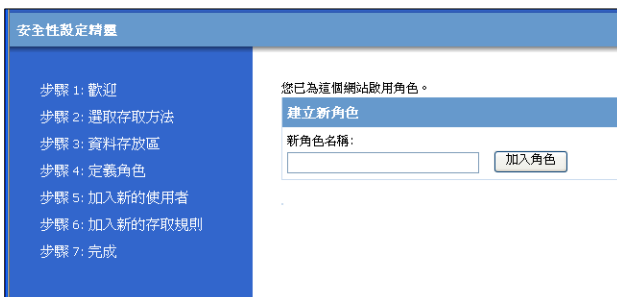 安全性設定精靈
步驟 1: 歡迎
步驟 2: 選取存取方法
步驟 3: 資料存放區
步驟 4: 定義角色
步驟 5: 加入新的使用者
步驟 6: 加入新的存取規則
步驟 7: 完成
您已為這個網站啟用角色。
建立新角色
新角色名稱:
加入角色